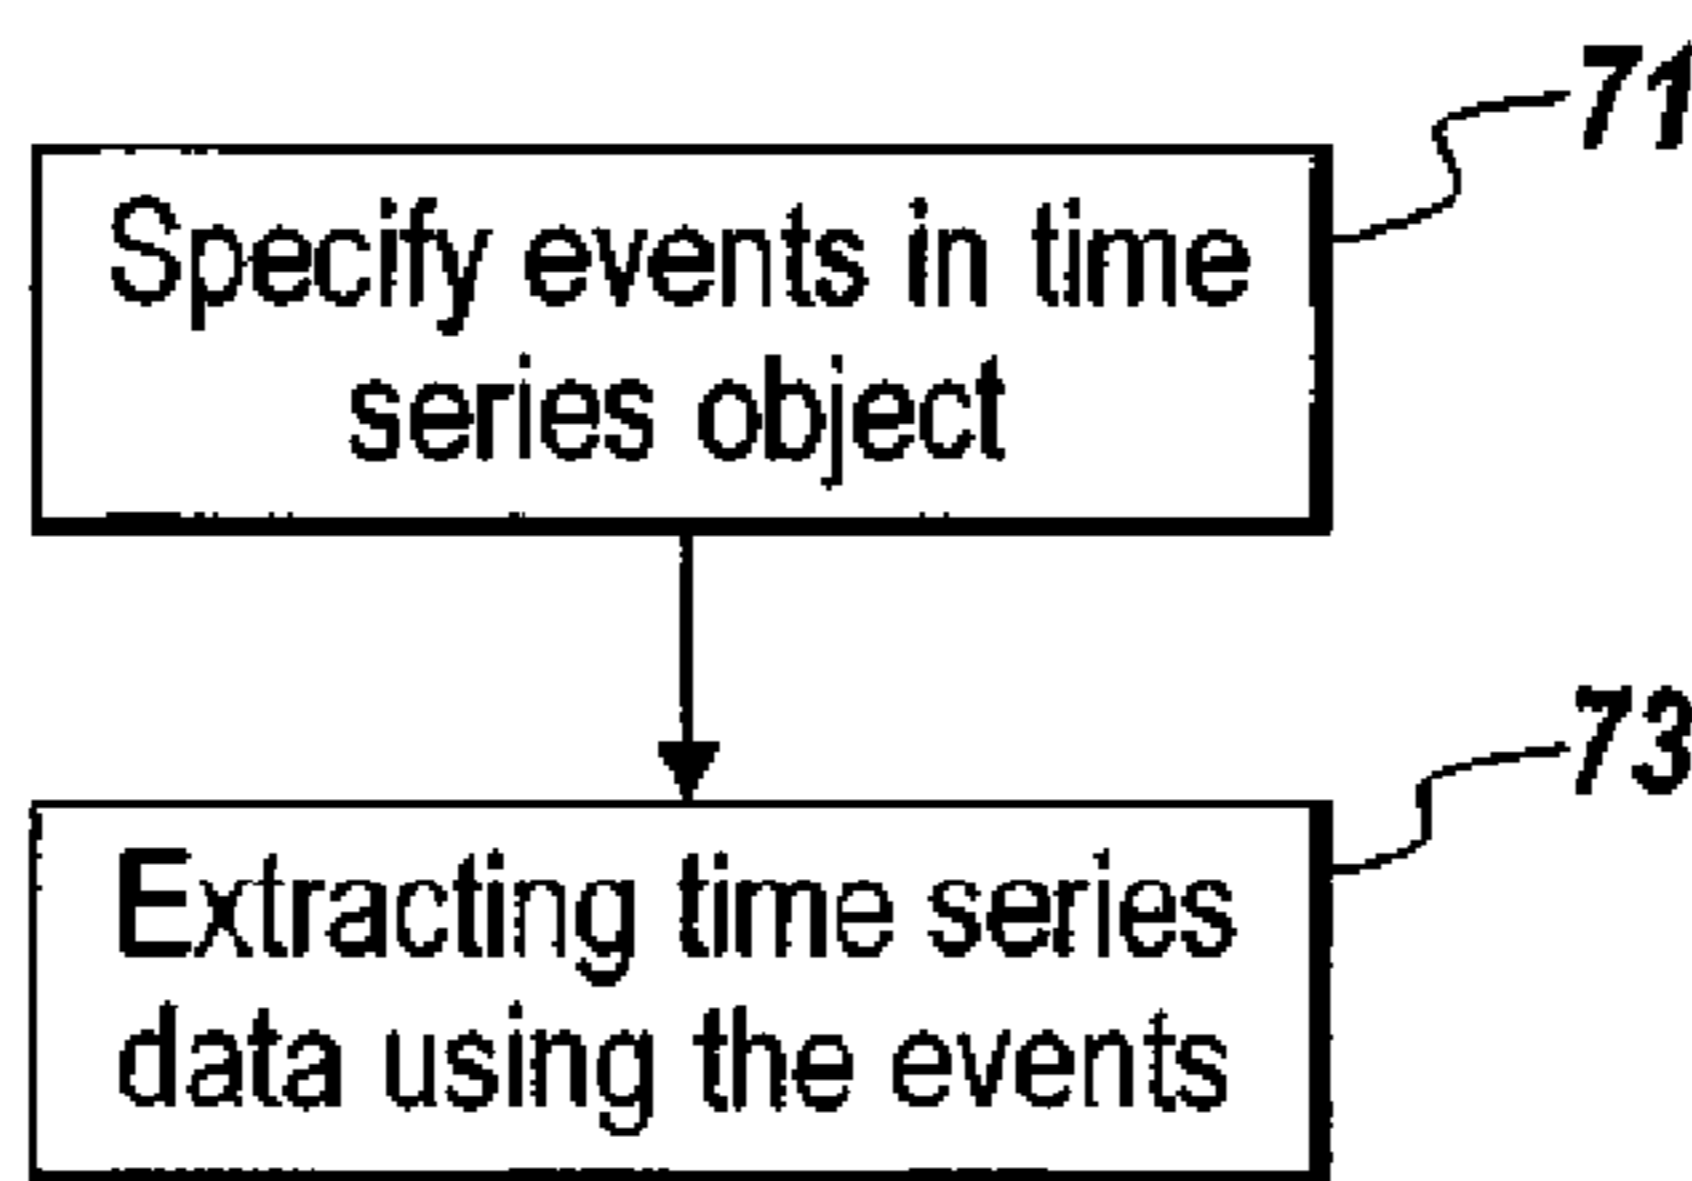 71
Specify events in time
series object
73
Extracting time series
data using the events